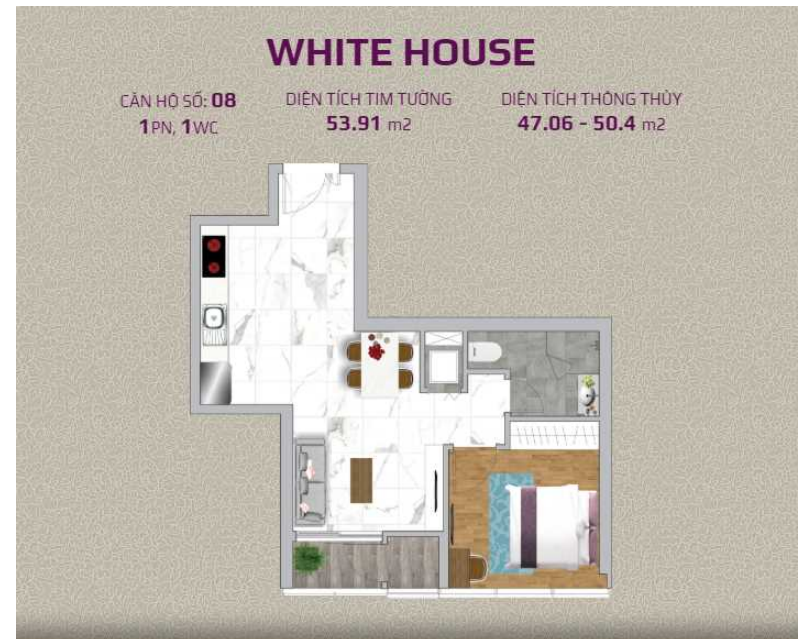 WHITE HOUSE
CĂN HỘ SỐ: 08
1PN, 1WC
DIỆN TÍCH TIM TƯỜNG
53.91 m2
DIỆN TÍCH THÔNG THỦY
47.06 - 50.4 m2